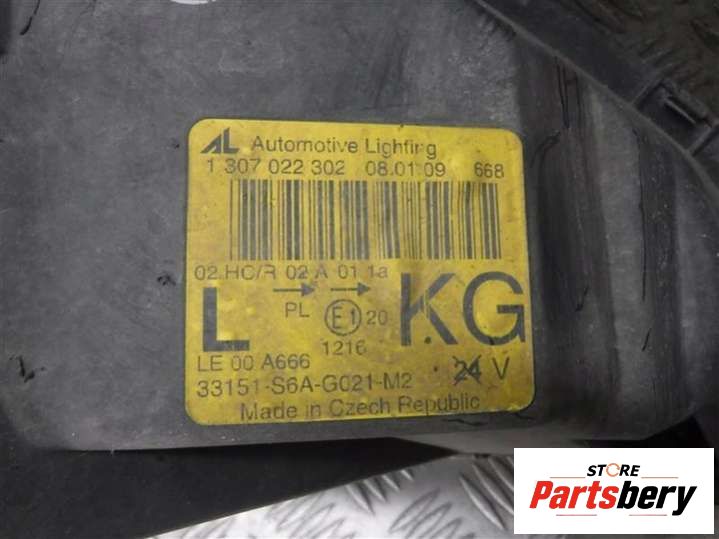 AL Automotive Lighting
1 307 022 302 08.01.09 668
02.HC/R 02 A 01 1a
L PL E1 20 KG
1216
LE 00 A666
33151-S6A-G021-M2 24 V
Made in Czech Republic
STORE
Partsbery